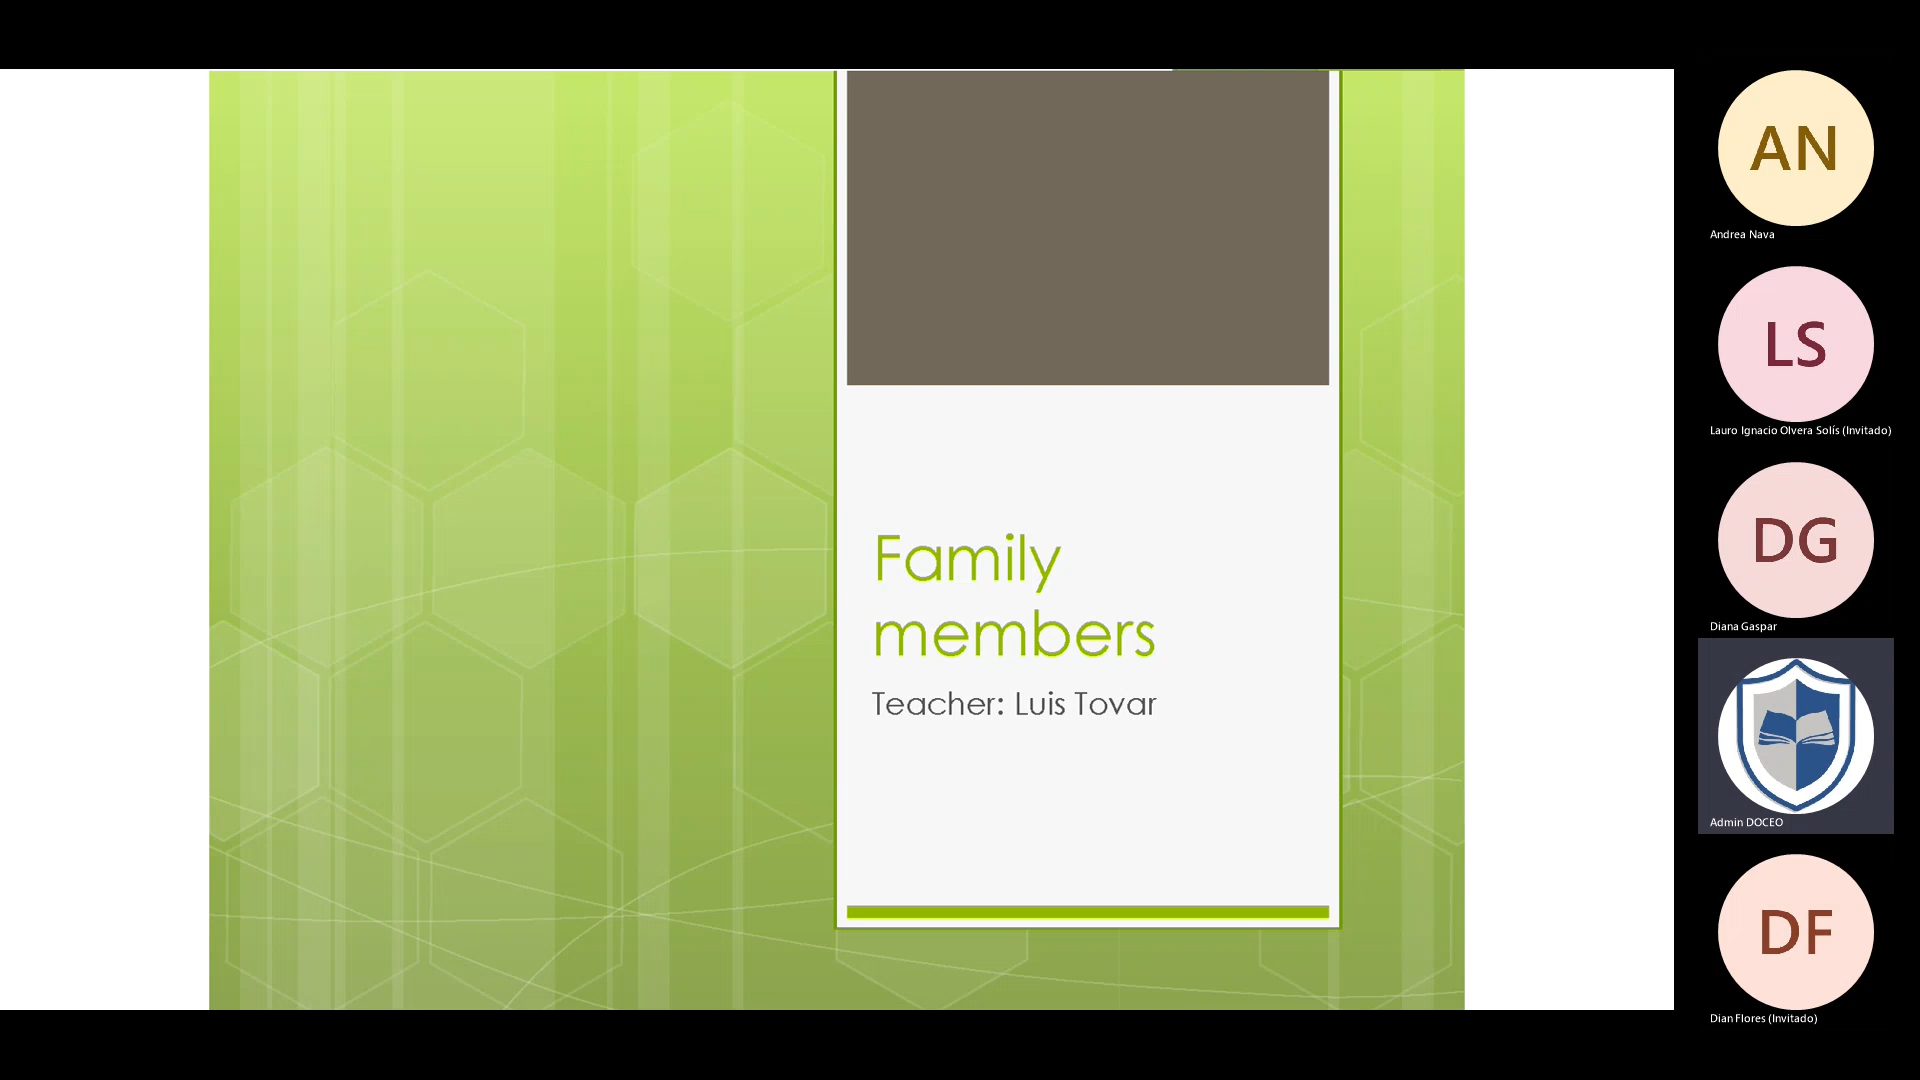 Family
members
Teacher: Luis Tovar
AN
Andrea Nava
LS
Lauro Ignacio Olvera Solís (Invitado)
DG
Diana Gaspar
Admin DOCEO
DF
Dian Flores (Invitado)